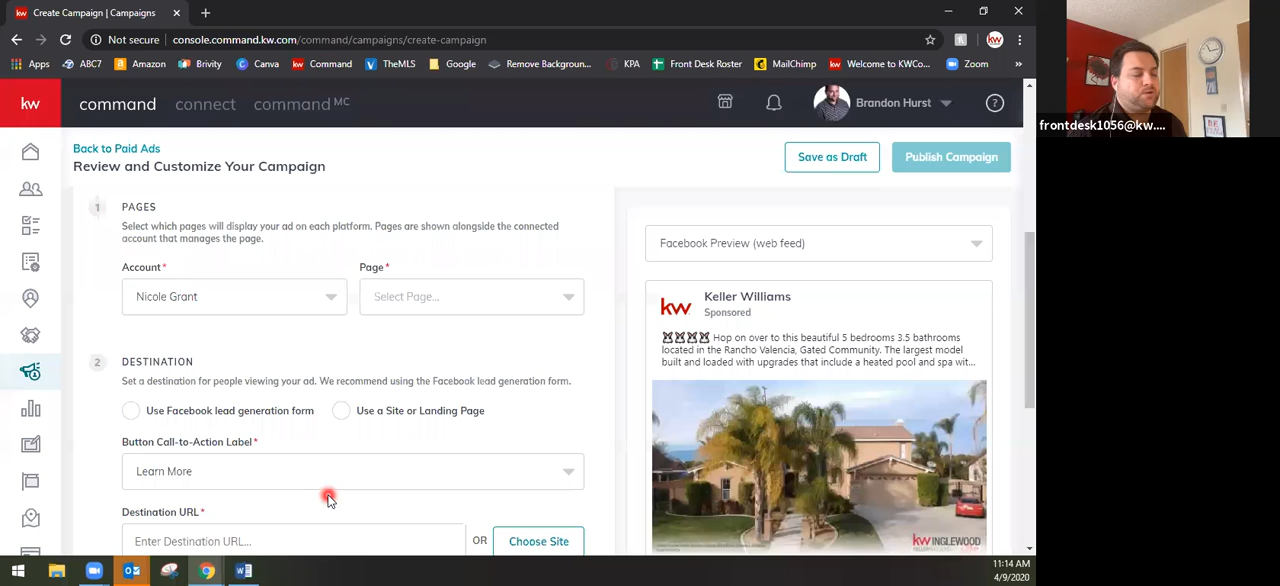 kw Create Campaign | Campaigns
Not secure | console.command.kw.com/command/campaigns/create-campaign
Apps ABC7 Amazon Brivity Canva Command TheMLS Google Remove Backgroun... KPA Front Desk Roster MailChimp Welcome to KWCo... Zoom »
kw command connect command MC Brandon Hurst ?
Back to Paid Ads
Review and Customize Your Campaign
Save as Draft Publish Campaign
1 PAGES
Select which pages will display your ad on each platform. Pages are shown alongside the connected
account that manages the page.
Account* Page*
Nicole Grant Select Page...
2 DESTINATION
Set a destination for people viewing your ad. We recommend using the Facebook lead generation form.
Use Facebook lead generation form Use a Site or Landing Page
Button Call-to-Action Label*
Learn More
Destination URL*
Enter Destination URL... OR Choose Site
Facebook Preview (web feed)
kw Keller Williams
Sponsored
Hop on over to this beautiful 5 bedrooms 3.5 bathrooms
located in the Rancho Valencia, Gated Community. The largest model
built and loaded with upgrades that include a heated pool and spa wit...
kw INGLEWOOD
frontdesk1056@kw....
11:14 AM
4/9/2020